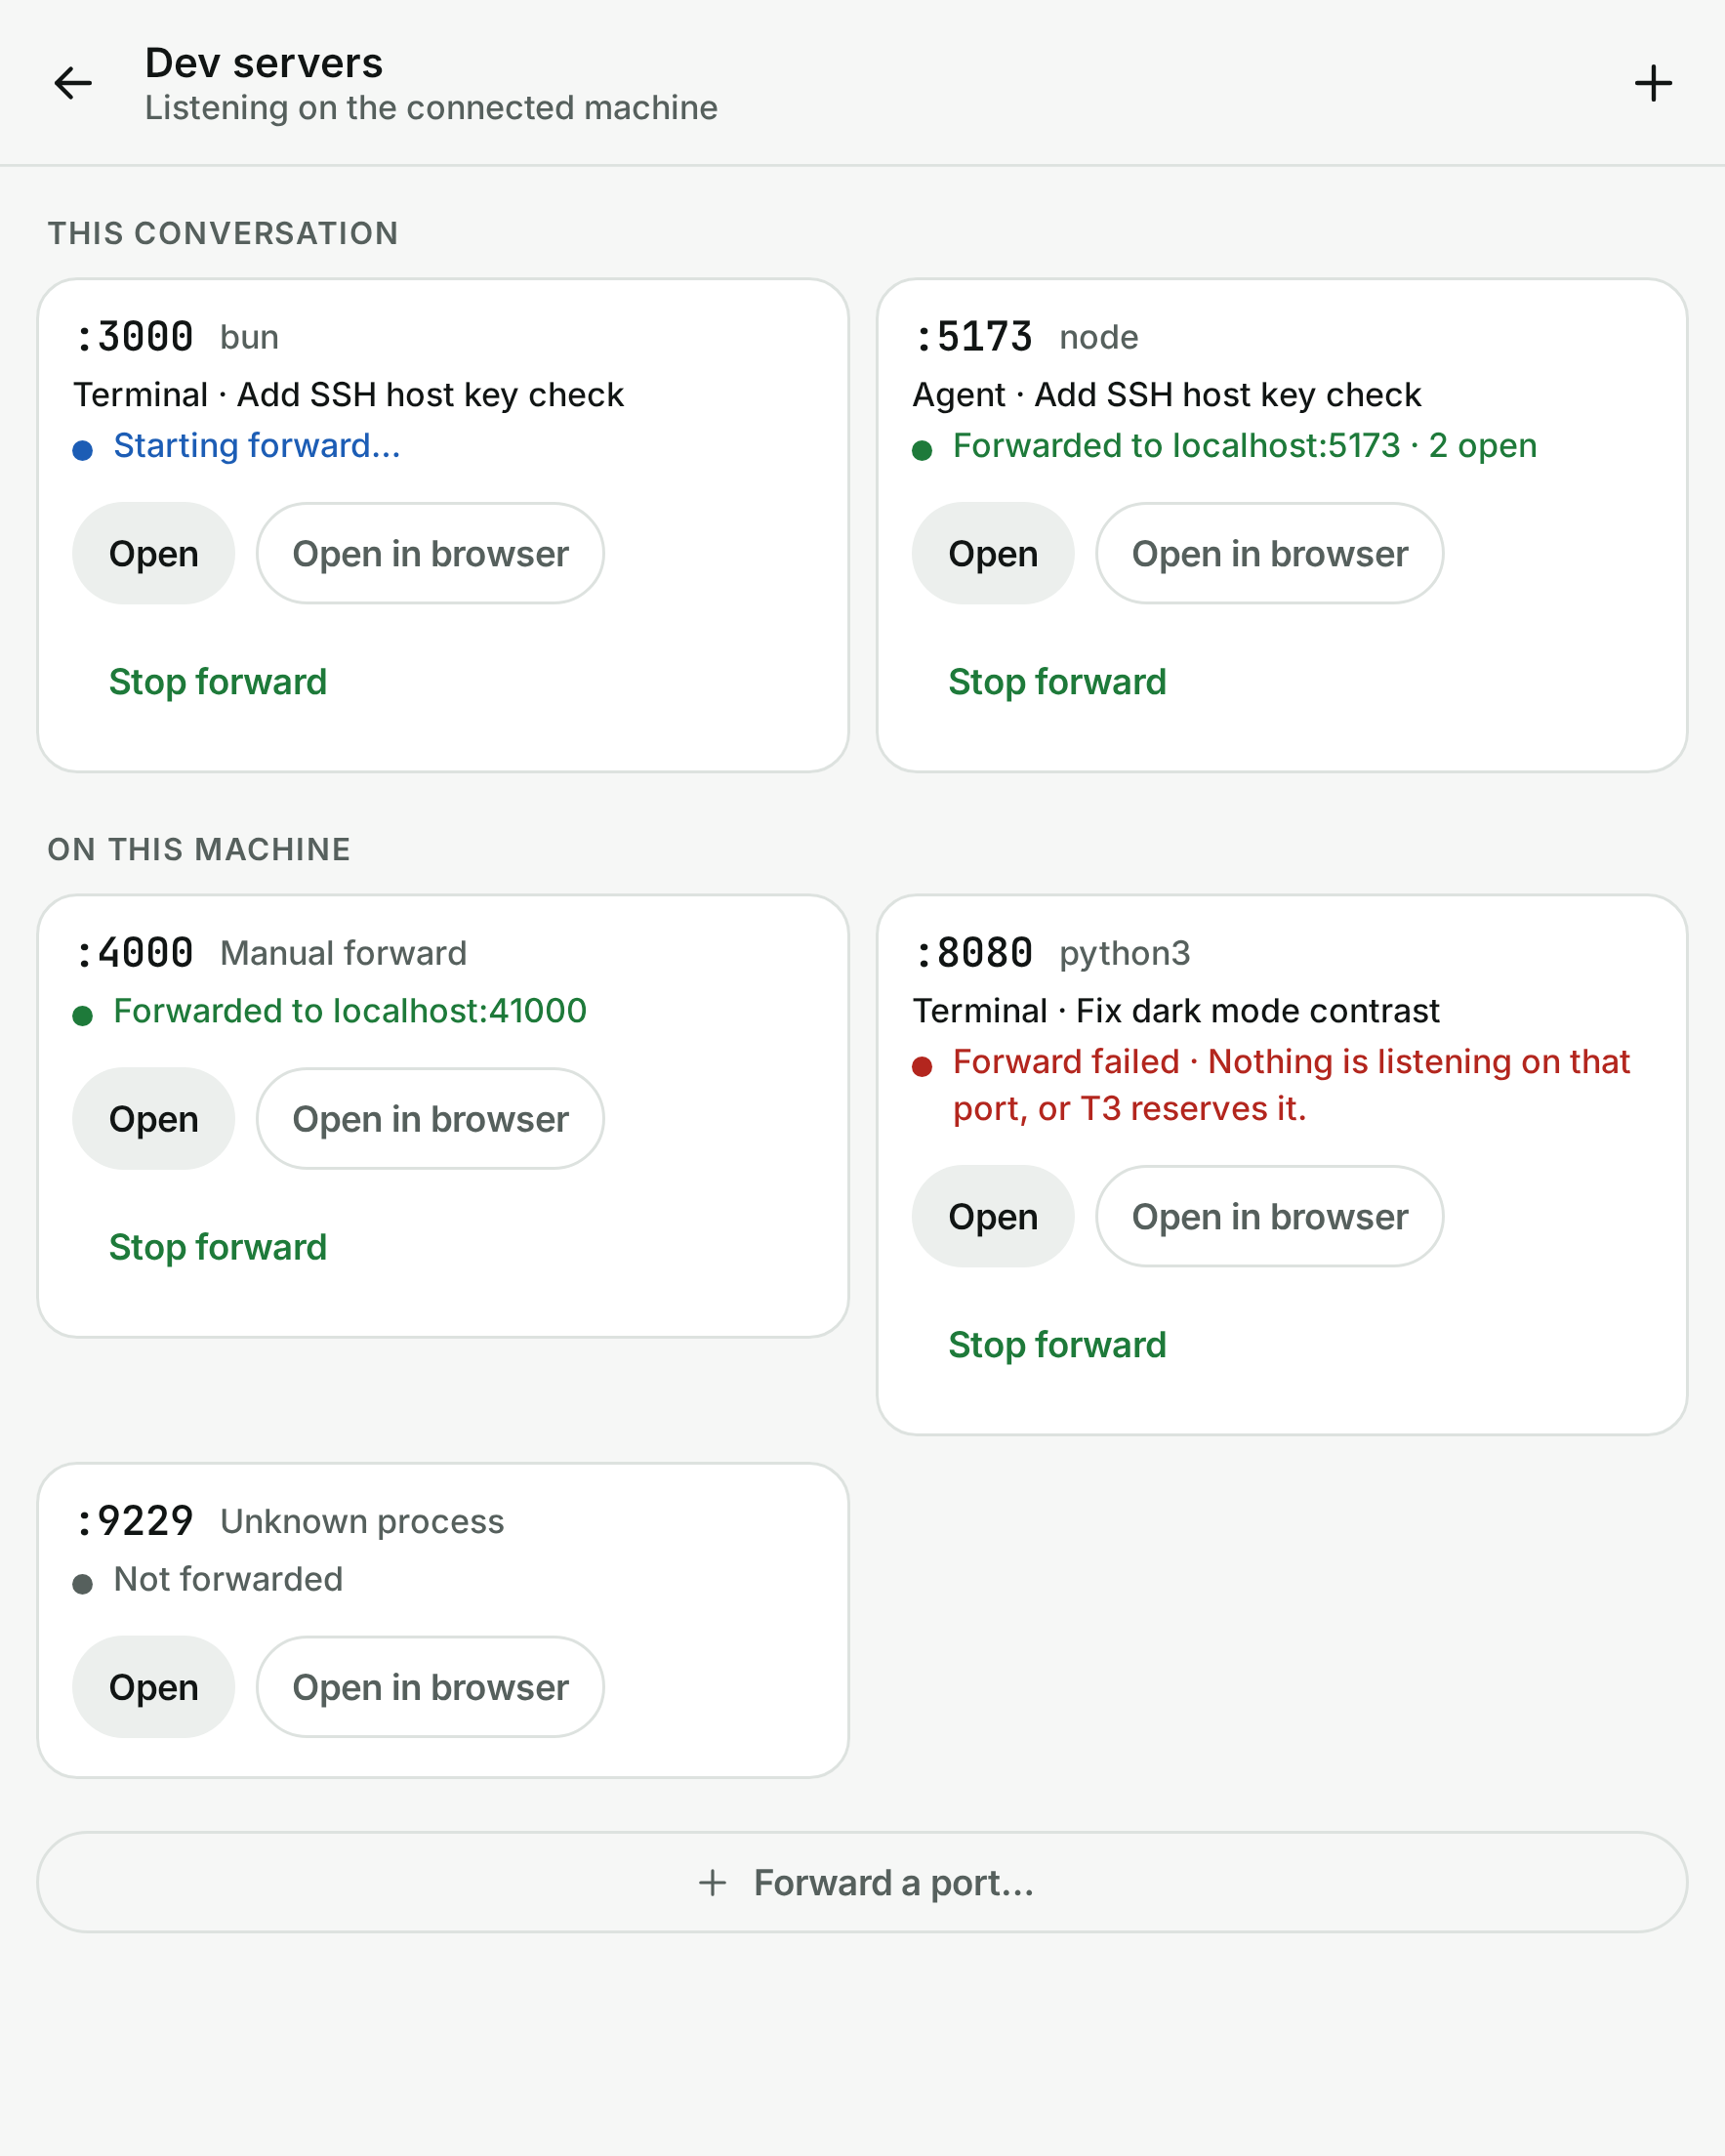 Dev servers
Listening on the connected machine
THIS CONVERSATION
:3000 bun
Terminal · Add SSH host key check
Starting forward...
Open Open in browser
Stop forward
:5173 node
Agent · Add SSH host key check
Forwarded to localhost:5173 · 2 open
Open Open in browser
Stop forward
ON THIS MACHINE
:4000 Manual forward
Forwarded to localhost:41000
Open Open in browser
Stop forward
:8080 python3
Terminal · Fix dark mode contrast
Forward failed · Nothing is listening on that
port, or T3 reserves it.
Open Open in browser
Stop forward
:9229 Unknown process
Not forwarded
Open Open in browser
Forward a port...